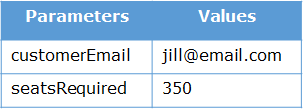 Parameters Values
customerEmail jill@email.com
seatsRequired 350